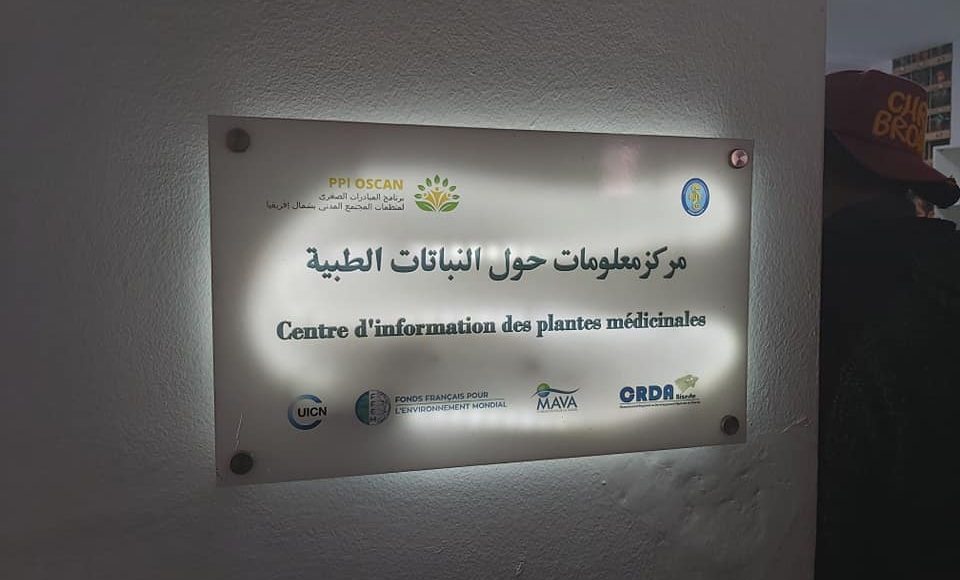 PPI OSCAN
برنامج المبادرات الصغرى
لمنظمات المجتمع المدني بشمال إفريقيا
مركز معلومات حول النباتات الطبية
Centre d'information des plantes médicinales
UICN
FONDS FRANÇAIS POUR
L'ENVIRONNEMENT MONDIAL
MAVA
CRDA